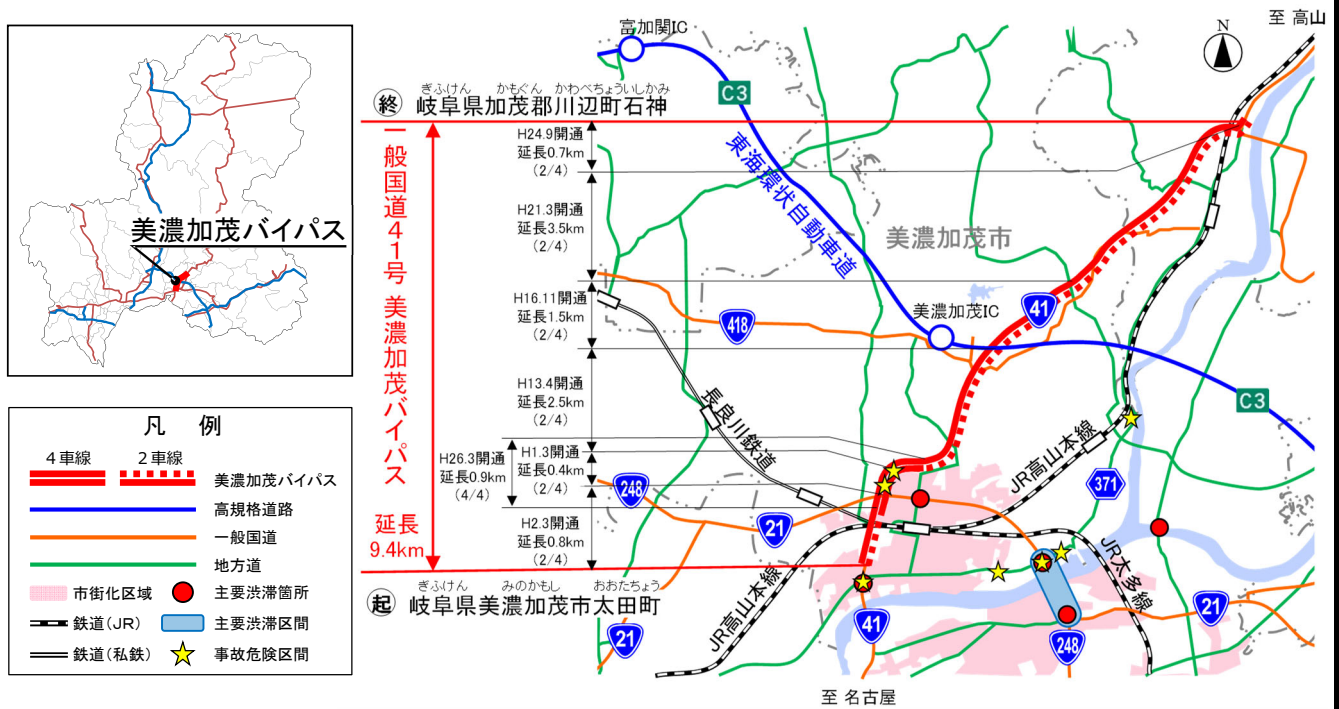 美濃加茂バイパス
凡 例
4車線
2車線
美濃加茂バイパス
高規格道路
一般国道
地方道
市街化区域
主要渋滞箇所
鉄道(JR)
主要渋滞区間
鉄道(私鉄)
事故危険区間
ぎふけん かもぐん かわべちょういしかみ
終 岐阜県加茂郡川辺町石神
一般国道41号 美濃加茂バイパス
延長
9.4km
H24.9開通
延長0.7km
(2/4)
H21.3開通
延長3.5km
(2/4)
H16.11開通
延長1.5km
(2/4)
H13.4開通
延長2.5km
(2/4)
H26.3開通
延長0.9km
(4/4)
H1.3開通
延長0.4km
(2/4)
H2.3開通
延長0.8km
(2/4)
ぎふけん みのかもし おおたちょう
起 岐阜県美濃加茂市太田町
富加関IC
C3
東海環状自動車道
美濃加茂市
N
至 高山
418
美濃加茂IC
41
C3
長良川鉄道
JR高山本線
371
248
21
JR高山本線
JR太多線
21
41
248
21
至 名古屋